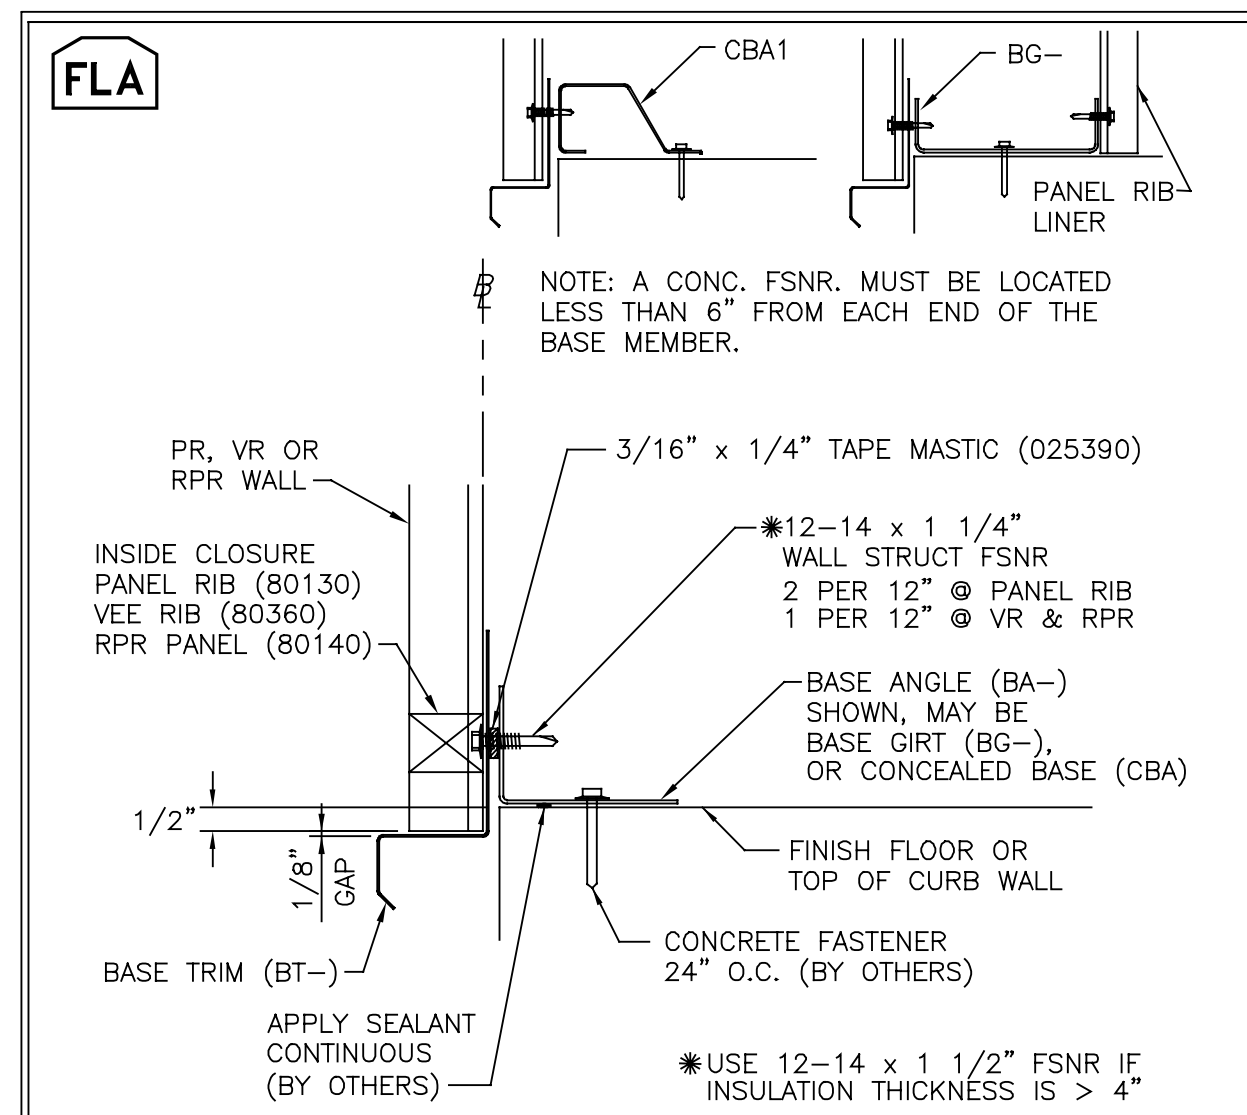 FLA
CBA1
BG-
PANEL RIB
LINER
NOTE: A CONC. FSNR. MUST BE LOCATED
LESS THAN 6" FROM EACH END OF THE
BASE MEMBER.
BL
PR, VR OR
RPR WALL
3/16" x 1/4" TAPE MASTIC (025390)
✳12-14 x 1 1/4"
WALL STRUCT FSNR
2 PER 12" @ PANEL RIB
1 PER 12" @ VR & RPR
INSIDE CLOSURE
PANEL RIB (80130)
VEE RIB (80360)
RPR PANEL (80140)
BASE ANGLE (BA-)
SHOWN, MAY BE
BASE GIRT (BG-),
OR CONCEALED BASE (CBA)
1/2"
1/8"
GAP
FINISH FLOOR OR
TOP OF CURB WALL
BASE TRIM (BT-)
CONCRETE FASTENER
24" O.C. (BY OTHERS)
APPLY SEALANT
CONTINUOUS
(BY OTHERS)
✳USE 12-14 x 1 1/2" FSNR IF
INSULATION THICKNESS IS > 4"